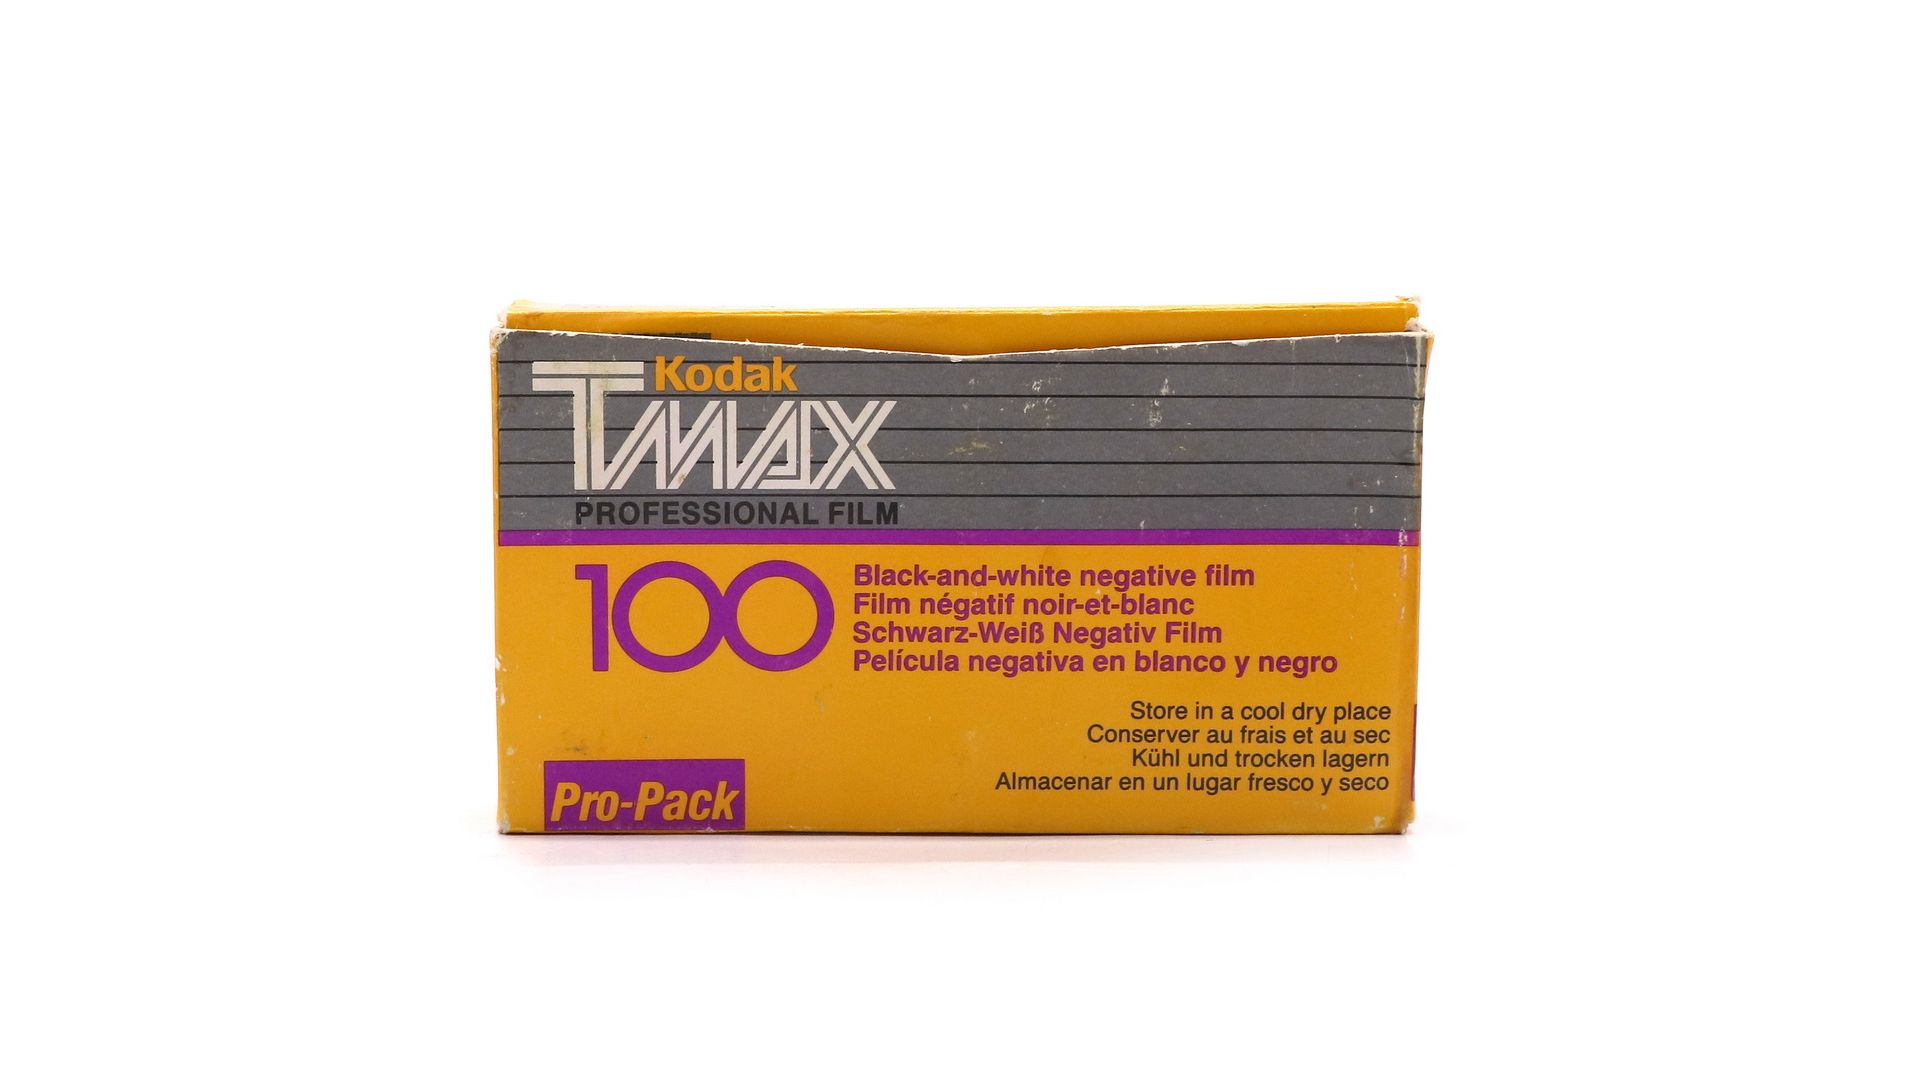 Kodak
TMAX
PROFESSIONAL FILM
100
Black-and-white negative film
Film négatif noir-et-blanc
Schwarz-Weiß Negativ Film
Película negativa en blanco y negro
Store in a cool dry place
Conserver au frais et au sec
Kühl und trocken lagern
Almacenar en un lugar fresco y seco
Pro-Pack